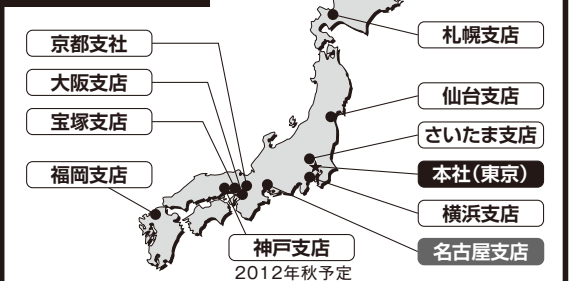 京都支社
大阪支店
宝塚支店
福岡支店
神戸支店
2012年秋予定
札幌支店
仙台支店
さいたま支店
本社(東京)
横浜支店
名古屋支店